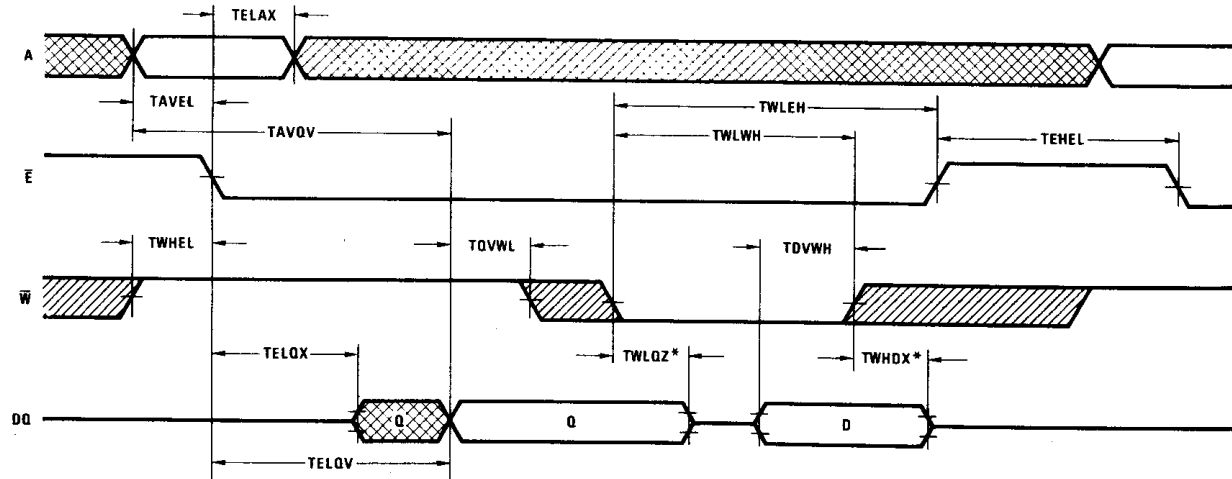 TELAX
A
TAVEL
TWLEH
TAVQV
TWLWH
TEHEL
E
TWHEL
TQVWL
TDVWH
W
TELQX
TWLQZ*
TWHDX*
DQ
Q
Q
D
TELQV